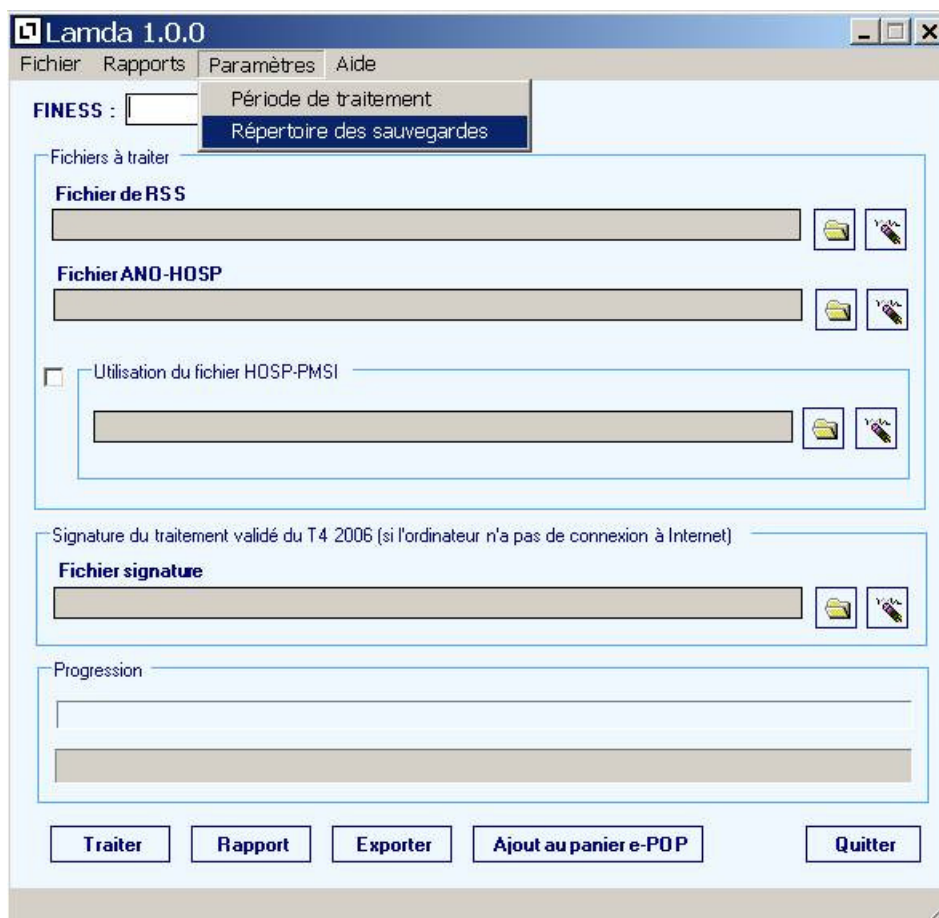 Lamda 1.0.0
Fichier Rapports Paramètres Aide
Période de traitement
Répertoire des sauvegardes
FINESS :
Fichiers à traiter
Fichier de RSS
Fichier ANO-HOSP
Utilisation du fichier HOSP-PMSI
Signature du traitement validé du T4 2006 (si l'ordinateur n'a pas de connexion à Internet)
Fichier signature
Progression
Traiter Rapport Exporter Ajout au panier e-POP Quitter